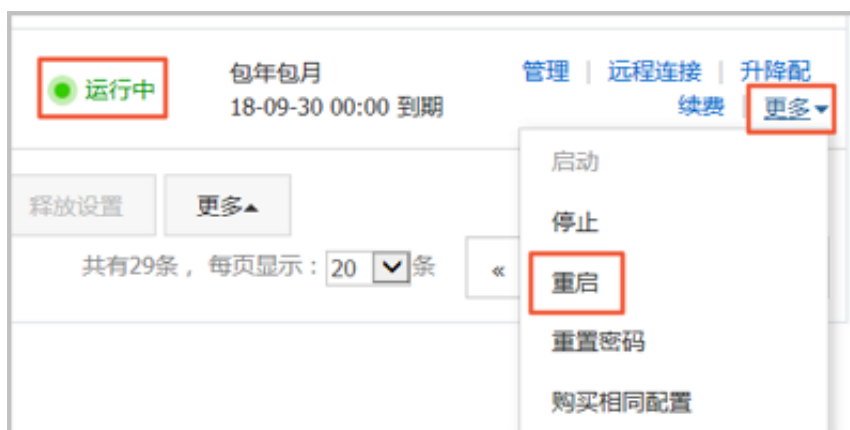 运行中
包年包月
18-09-30 00:00 到期
管理 | 远程连接 | 升降配
续费 | 更多
启动
停止
重启
重置密码
购买相同配置
释放设置
更多
共有29条，每页显示：20 条
«